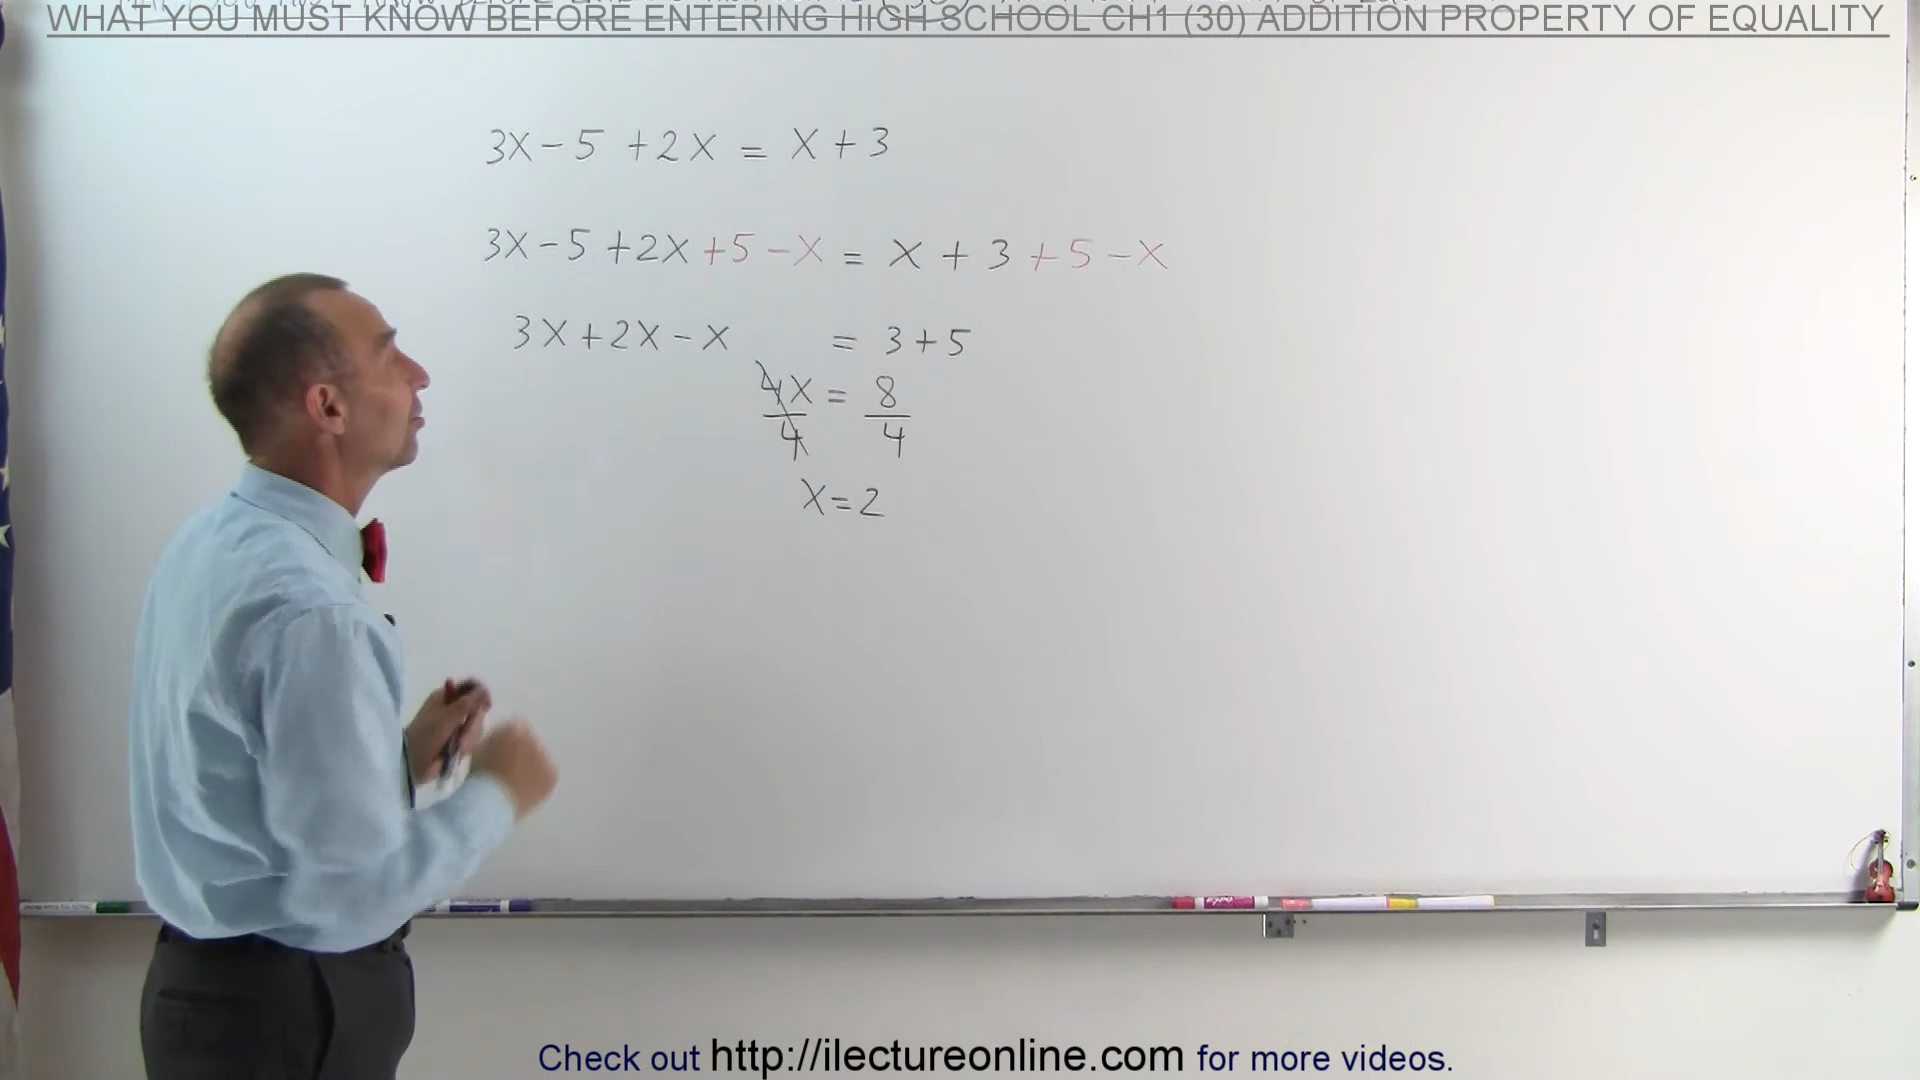 WHAT YOU MUST KNOW BEFORE ENTERING HIGH SCHOOL CH1 (30) ADDITION PROPERTY OF EQUALITY
3X - 5 + 2X = X + 3
3X - 5 + 2X + 5 - X = X + 3 + 5 - X
3X + 2X - X = 3 + 5
4X = 8
4 4
X = 2
Check out http://ilectureonline.com for more videos.